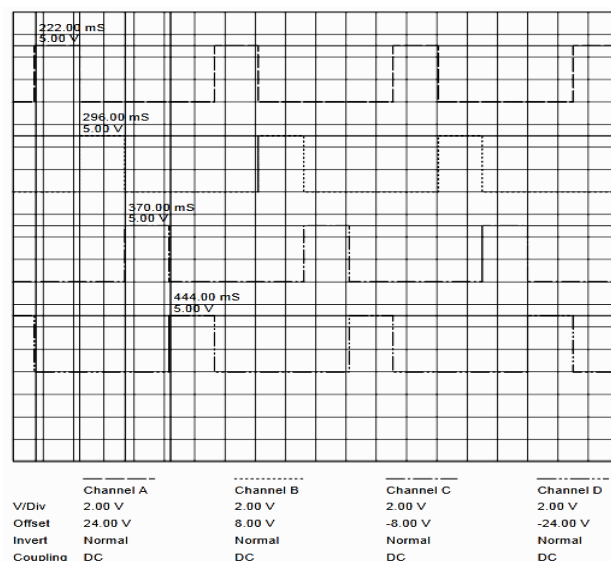 222.00 mS
5.00 V
296.00 mS
5.00 V
370.00 mS
5.00 V
444.00 mS
5.00 V
Channel A Channel B Channel C Channel D
V/Div 2.00 V 2.00 V 2.00 V 2.00 V
Offset 24.00 V 8.00 V -8.00 V -24.00 V
Invert Normal Normal Normal Normal
Coupling DC DC DC DC